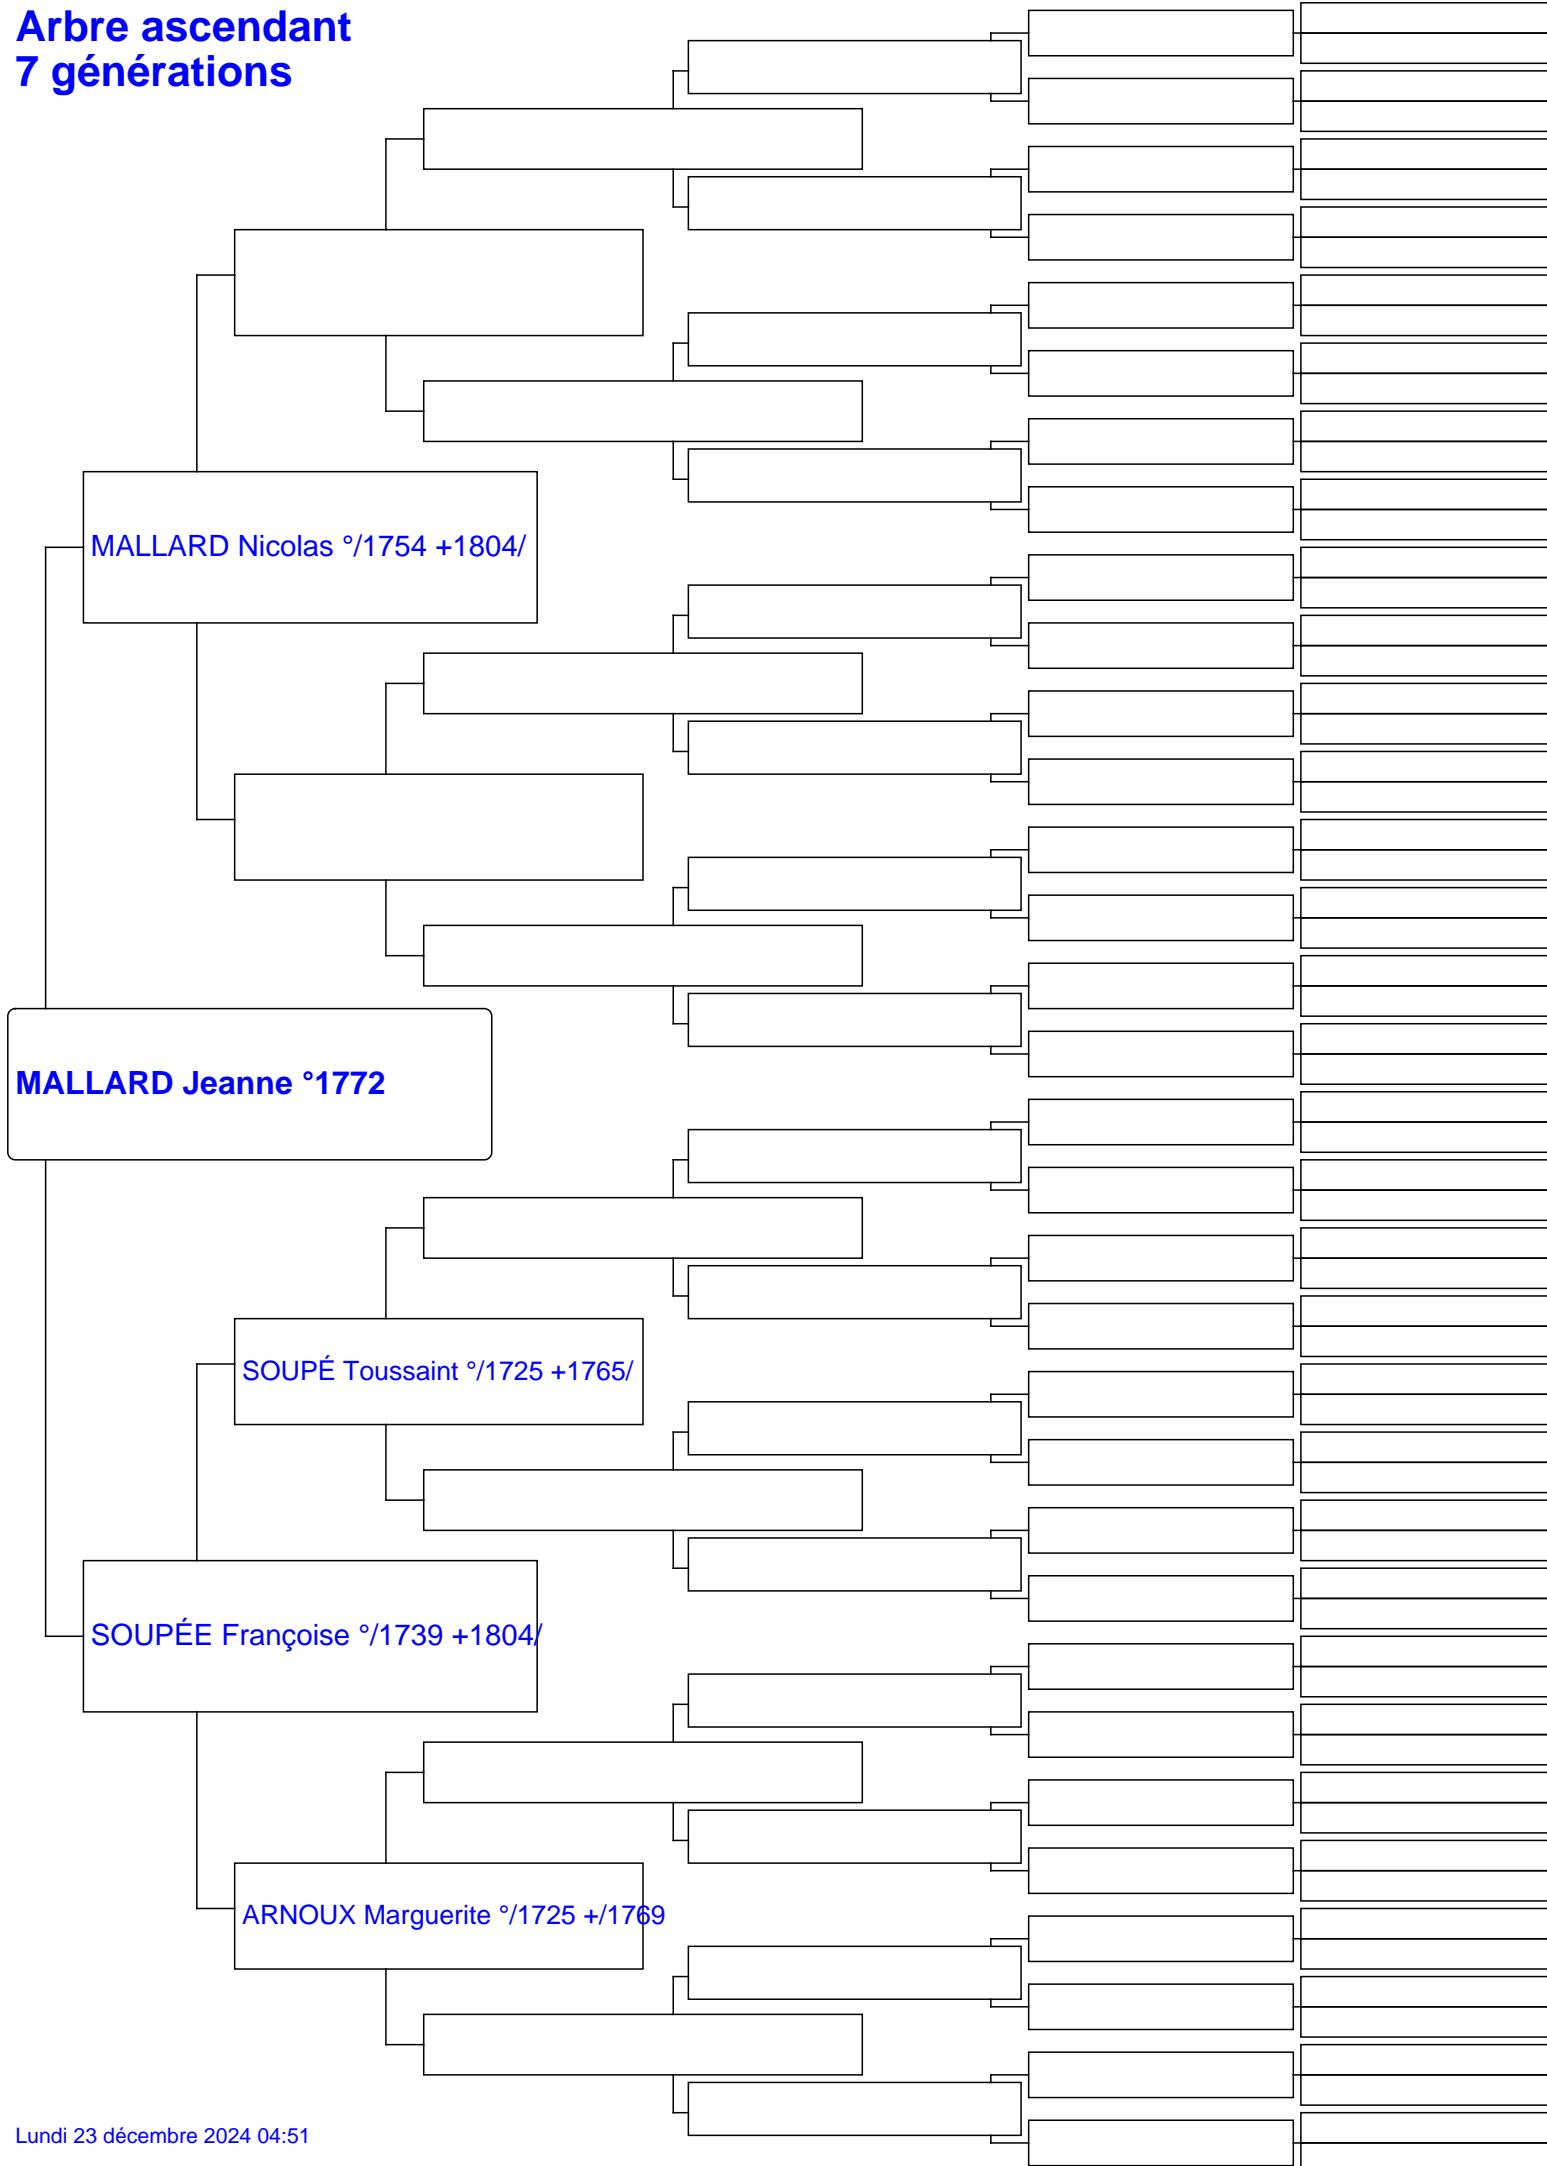 Arbre ascendant
7 générations
MALLARD Nicolas °/1754 +1804/
MALLARD Jeanne °1772
SOUPÉ Toussaint °/1725 +1765/
SOUPÉE Françoise °/1739 +1804/
ARNOUX Marguerite °/1725 +/1769
Lundi 23 décembre 2024 04:51